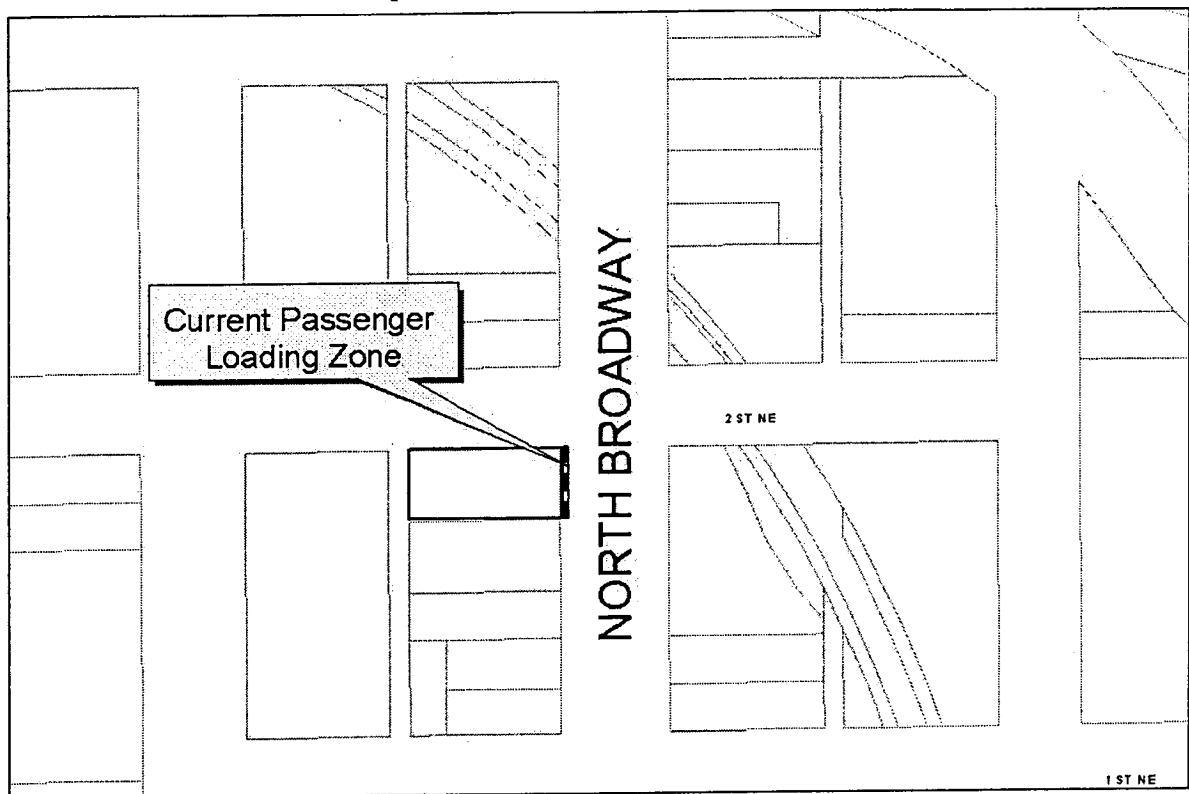 Current Passenger
Loading Zone
NORTH BROADWAY
2 ST NE
1 ST NE